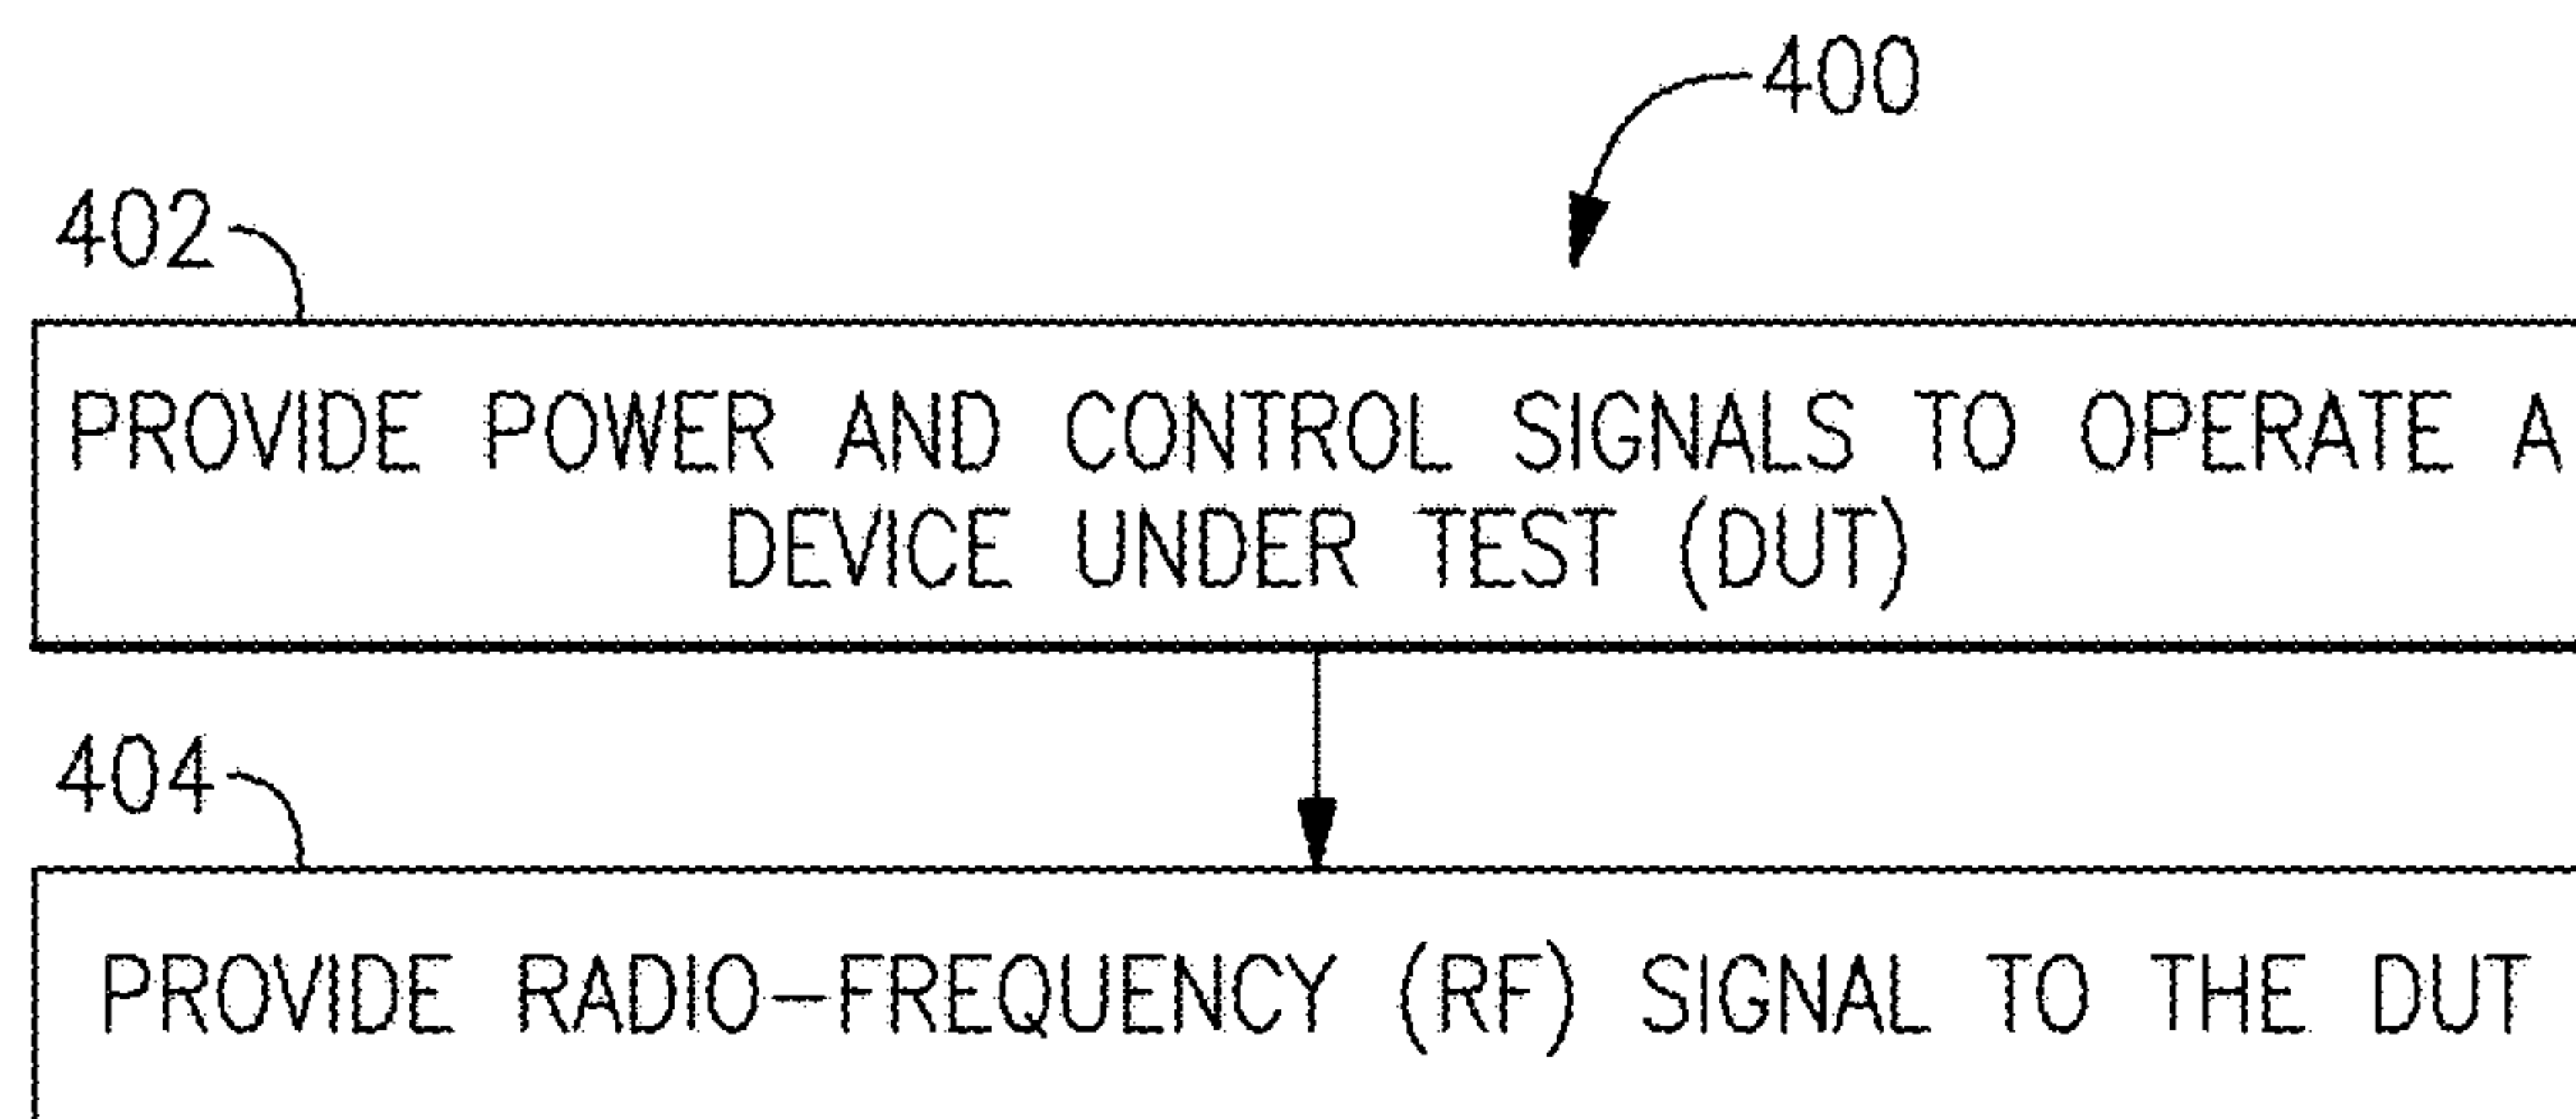 400
402
PROVIDE POWER AND CONTROL SIGNALS TO OPERATE A
DEVICE UNDER TEST (DUT)
404
PROVIDE RADIO-FREQUENCY (RF) SIGNAL TO THE DUT